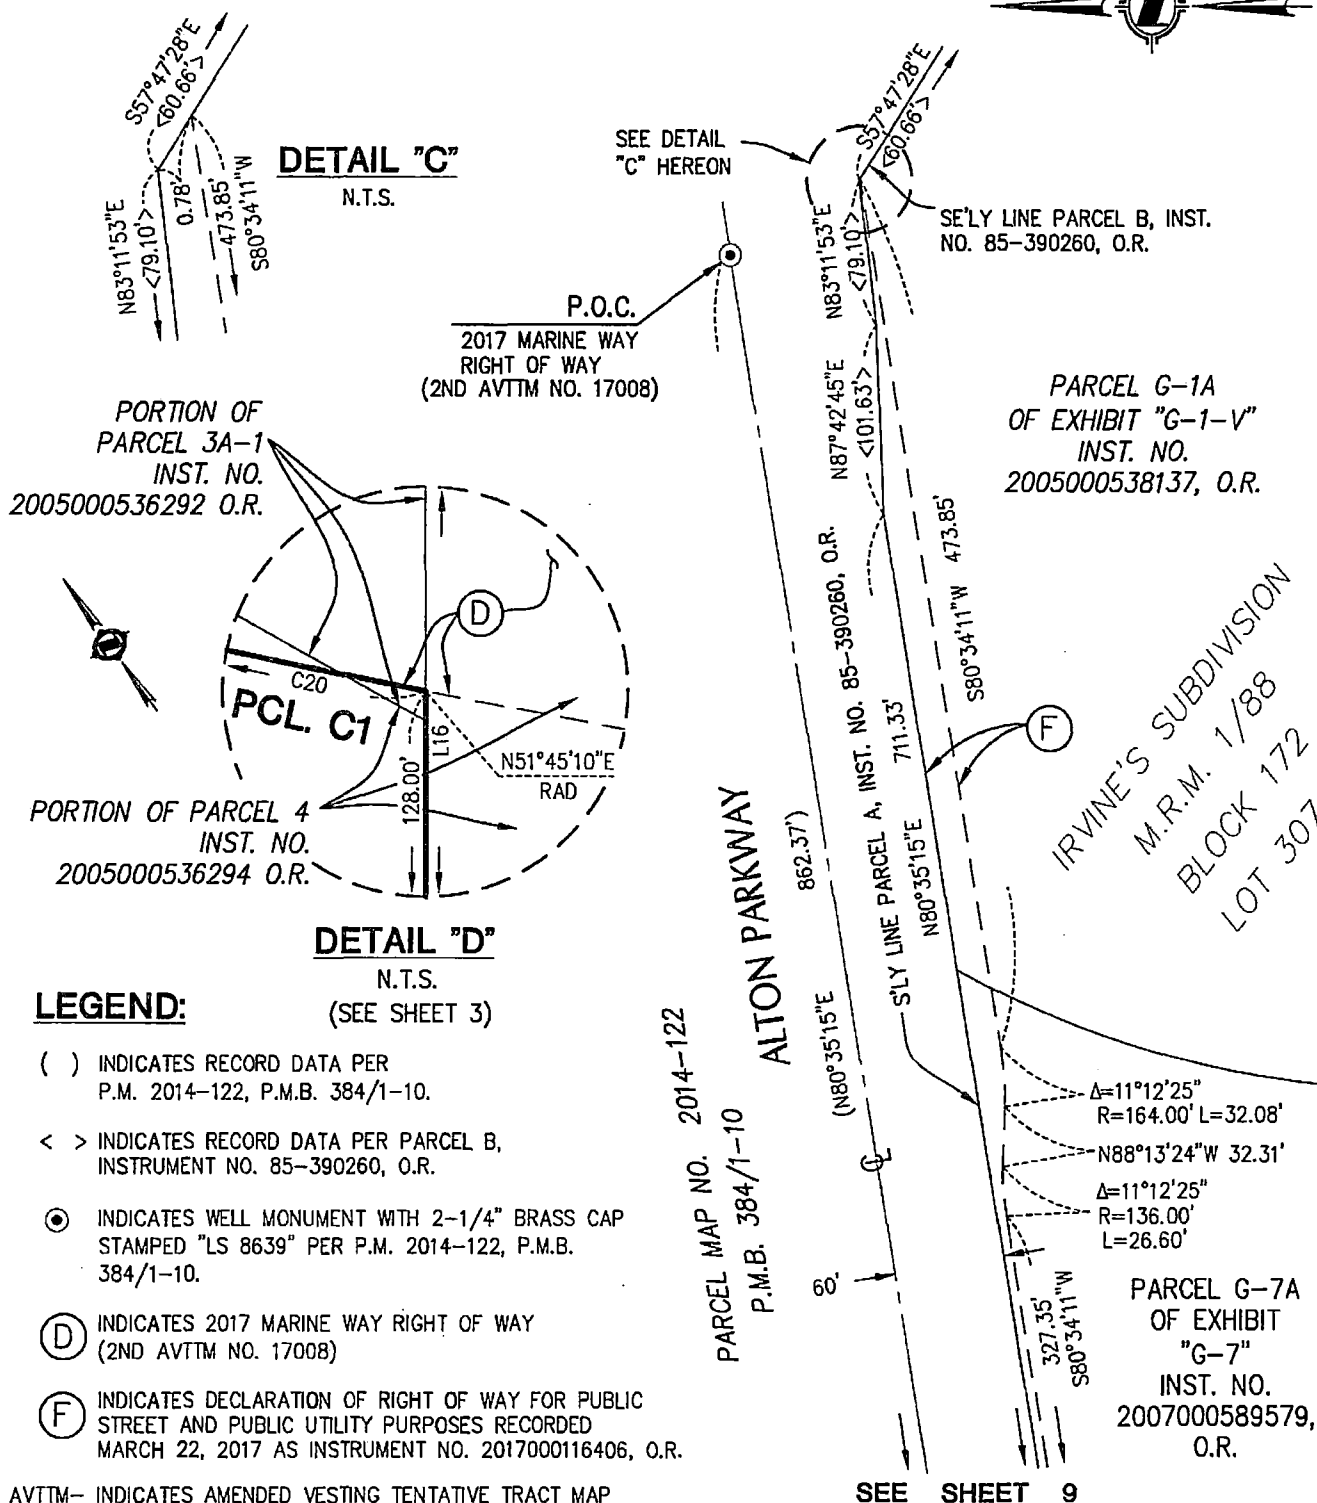 S57°47'28"E
<60.66'>
DETAIL "C"
N.T.S.
N83°11'53"E
<79.10'>
0.78'
473.85'
S80°34'11"W
SEE DETAIL
"C" HEREON
S57°47'28"E
<60.66'>
SE'LY LINE PARCEL B, INST.
NO. 85-390260, O.R.
N83°11'53"E
<79.10'>
P.O.C.
2017 MARINE WAY
RIGHT OF WAY
(2ND AVTTM NO. 17008)
N87°42'45"E
<101.63'>
PARCEL G-1A
OF EXHIBIT "G-1-V"
INST. NO.
2005000538137, O.R.
PORTION OF
PARCEL 3A-1
INST. NO.
2005000536292 O.R.
D
C20
PCL. C1
L16
128.00'
N51°45'10"E
RAD
PORTION OF PARCEL 4
INST. NO.
2005000536294 O.R.
DETAIL "D"
N.T.S.
(SEE SHEET 3)
S80°34'11"W 473.85'
F
IRVINE'S SUBDIVISION
M.R.M. 1/88
BLOCK 172
LOT 307
S'LY LINE PARCEL A, INST. NO. 85-390260, O.R.
N80°35'15"E 711.33'
ALTON PARKWAY
(N80°35'15"E 862.37')
PARCEL MAP NO. 2014-122
P.M.B. 384/1-10
CL
60'
Δ=11°12'25"
R=164.00' L=32.08'
N88°13'24"W 32.31'
Δ=11°12'25"
R=136.00'
L=26.60'
327.35'
S80°34'11"W
PARCEL G-7A
OF EXHIBIT
"G-7"
INST. NO.
2007000589579,
O.R.
LEGEND:
( ) INDICATES RECORD DATA PER
P.M. 2014-122, P.M.B. 384/1-10.
< > INDICATES RECORD DATA PER PARCEL B,
INSTRUMENT NO. 85-390260, O.R.
INDICATES WELL MONUMENT WITH 2-1/4" BRASS CAP
STAMPED "LS 8639" PER P.M. 2014-122, P.M.B.
384/1-10.
D INDICATES 2017 MARINE WAY RIGHT OF WAY
(2ND AVTTM NO. 17008)
F INDICATES DECLARATION OF RIGHT OF WAY FOR PUBLIC
STREET AND PUBLIC UTILITY PURPOSES RECORDED
MARCH 22, 2017 AS INSTRUMENT NO. 2017000116406, O.R.
AVTTM- INDICATES AMENDED VESTING TENTATIVE TRACT MAP
SEE SHEET 9